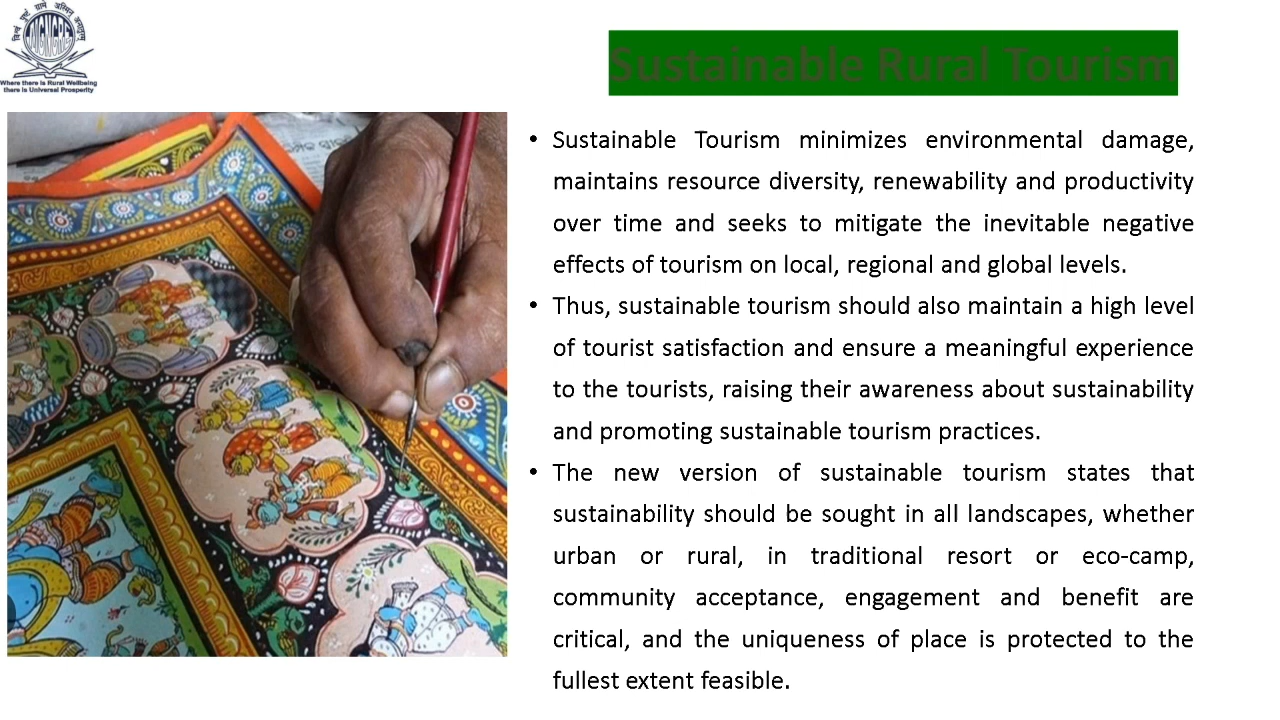 विश्वं पुष्टं ग्रामे अस्मिन् अनातुरम्
MGNCRE
Where there is Rural Wellbeing
there is Universal Prosperity
Sustainable Rural Tourism
• Sustainable Tourism minimizes environmental damage,
maintains resource diversity, renewability and productivity
over time and seeks to mitigate the inevitable negative
effects of tourism on local, regional and global levels.
• Thus, sustainable tourism should also maintain a high level
of tourist satisfaction and ensure a meaningful experience
to the tourists, raising their awareness about sustainability
and promoting sustainable tourism practices.
• The new version of sustainable tourism states that
sustainability should be sought in all landscapes, whether
urban or rural, in traditional resort or eco-camp,
community acceptance, engagement and benefit are
critical, and the uniqueness of place is protected to the
fullest extent feasible.